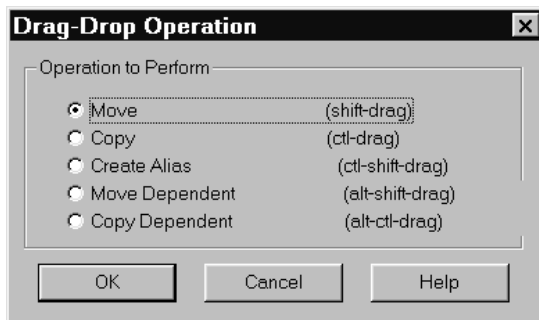 Drag-Drop Operation
Operation to Perform
Move (shift-drag)
Copy (ctl-drag)
Create Alias (ctl-shift-drag)
Move Dependent (alt-shift-drag)
Copy Dependent (alt-ctl-drag)
OK Cancel Help